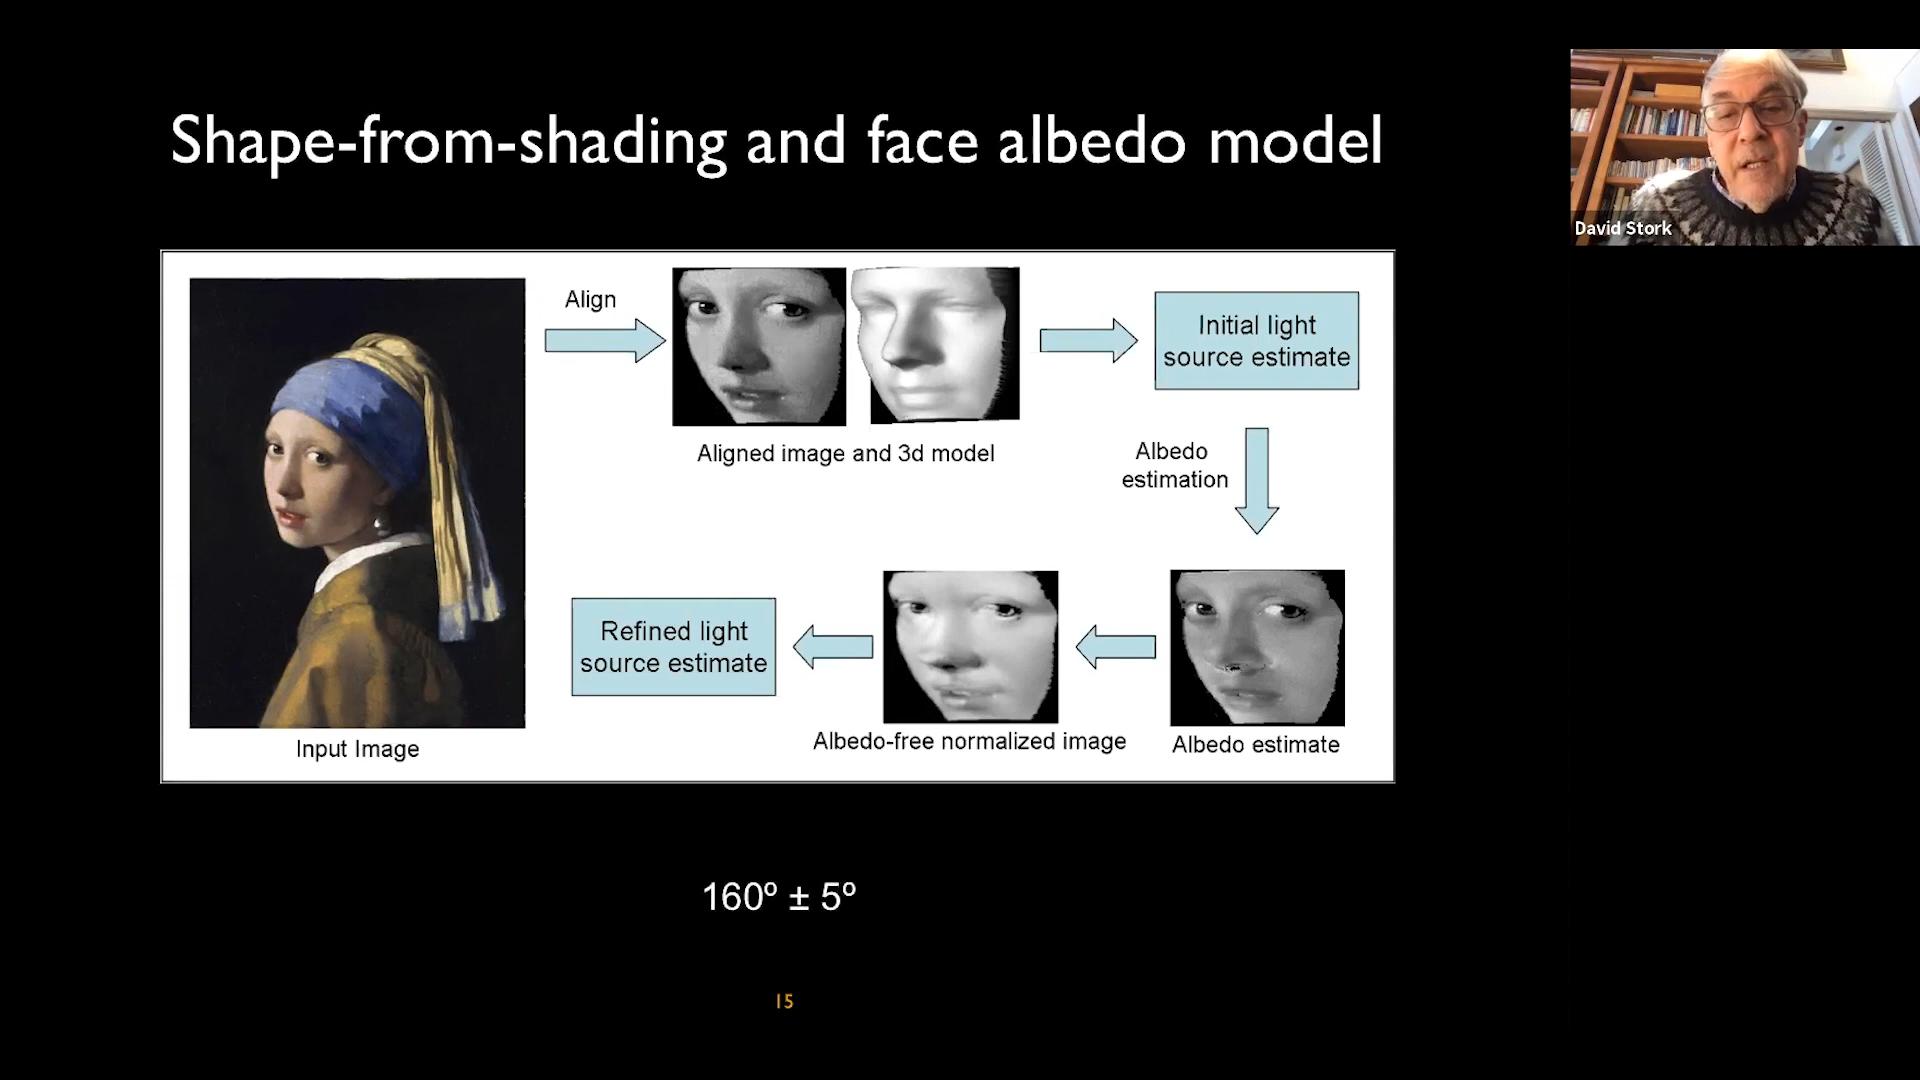 Shape-from-shading and face albedo model
David Stork
Align
Initial light
source estimate
Aligned image and 3d model
Albedo
estimation
Refined light
source estimate
Albedo-free normalized image
Albedo estimate
Input Image
160º ± 5º
15